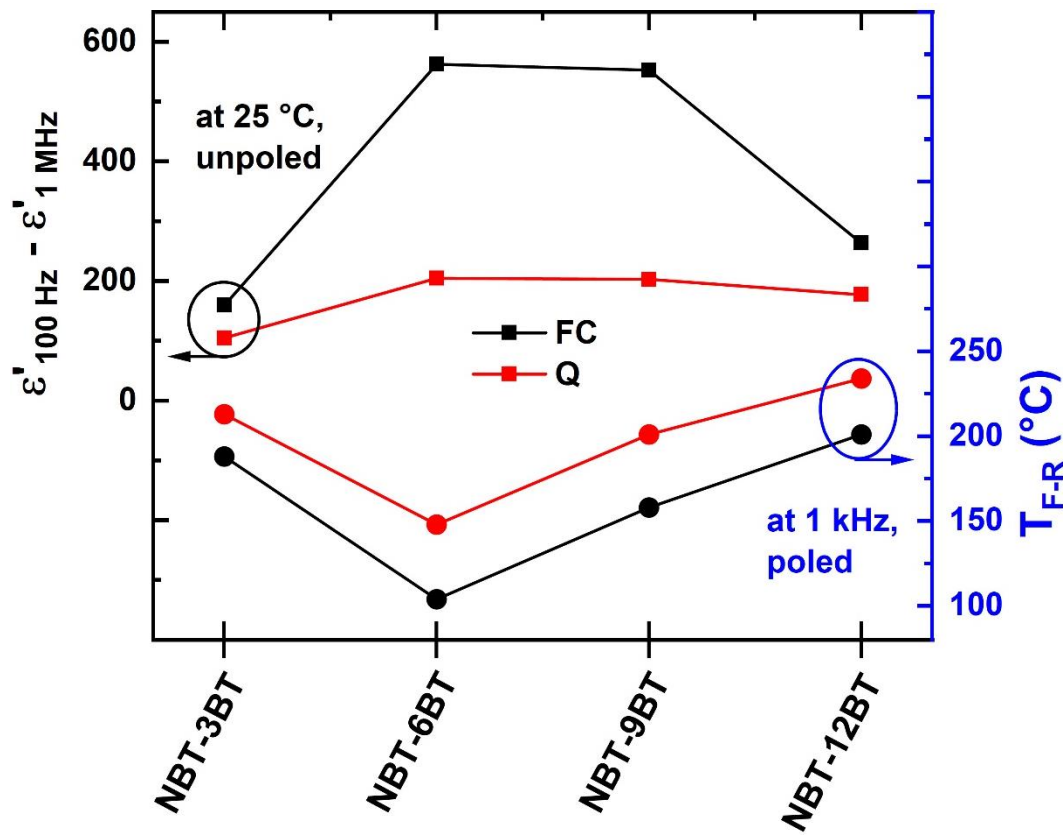 600
400
200
0
ε'100 Hz - ε'1 MHz
at 25 °C,
unpoled
FC
Q
250
200
150
100
TF-R (°C)
at 1 kHz,
poled
NBT-3BT
NBT-6BT
NBT-9BT
NBT-12BT